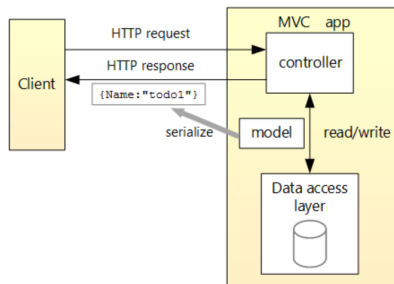 MVC app
HTTP request
controller
Client
HTTP response
{Name:"todo1"}
serialize
model
read/write
Data access
layer